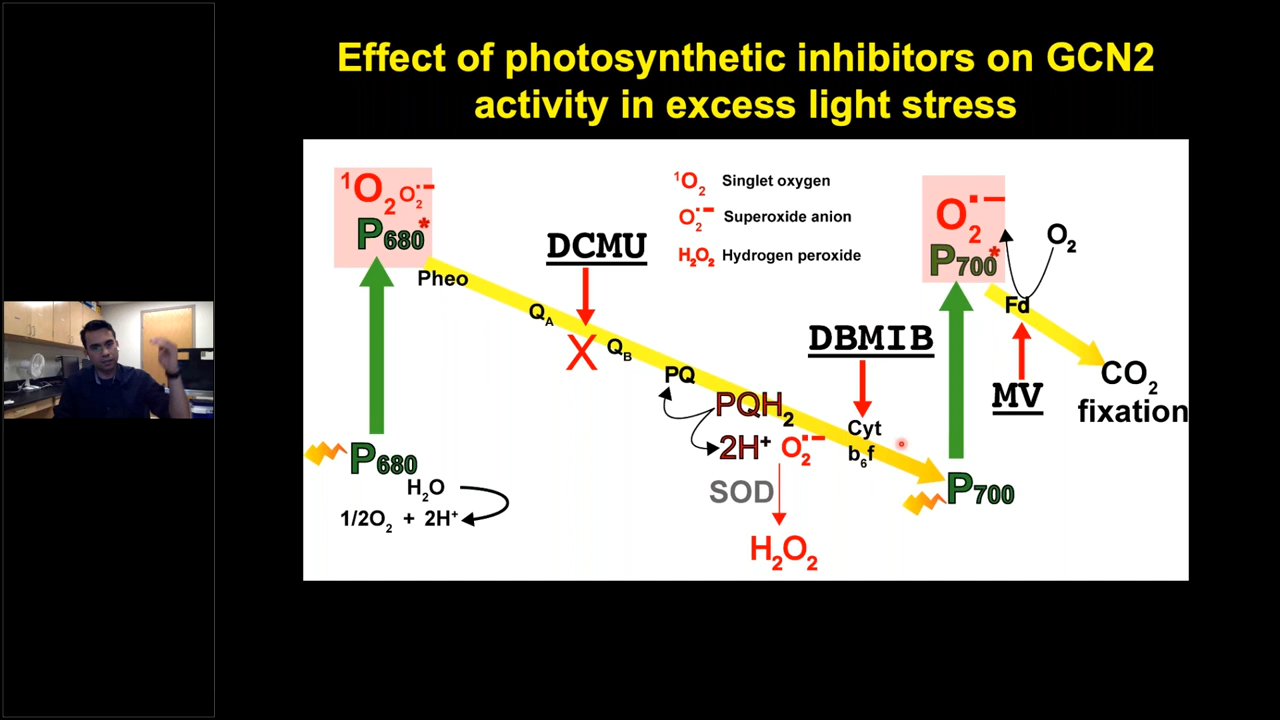 Effect of photosynthetic inhibitors on GCN2
activity in excess light stress
¹O₂ O₂·−
P680*
Pheo
QA
DCMU
X
QB
PQ
PQH₂
2H⁺ O₂·−
SOD
H₂O₂
¹O₂ Singlet oxygen
O₂·− Superoxide anion
H₂O₂ Hydrogen peroxide
DBMIB
Cyt
b₆f
O₂·−
P700*
O₂
Fd
MV
CO₂
fixation
P680
H₂O
1/2O₂ + 2H⁺
P700